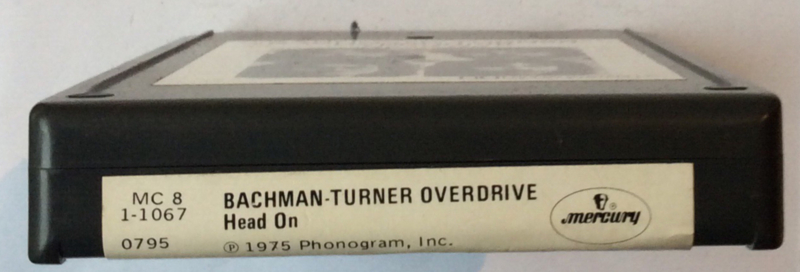 MC 8
1-1067
0795
BACHMAN-TURNER OVERDRIVE
Head On
Ⓟ 1975 Phonogram, Inc.
mercury ®